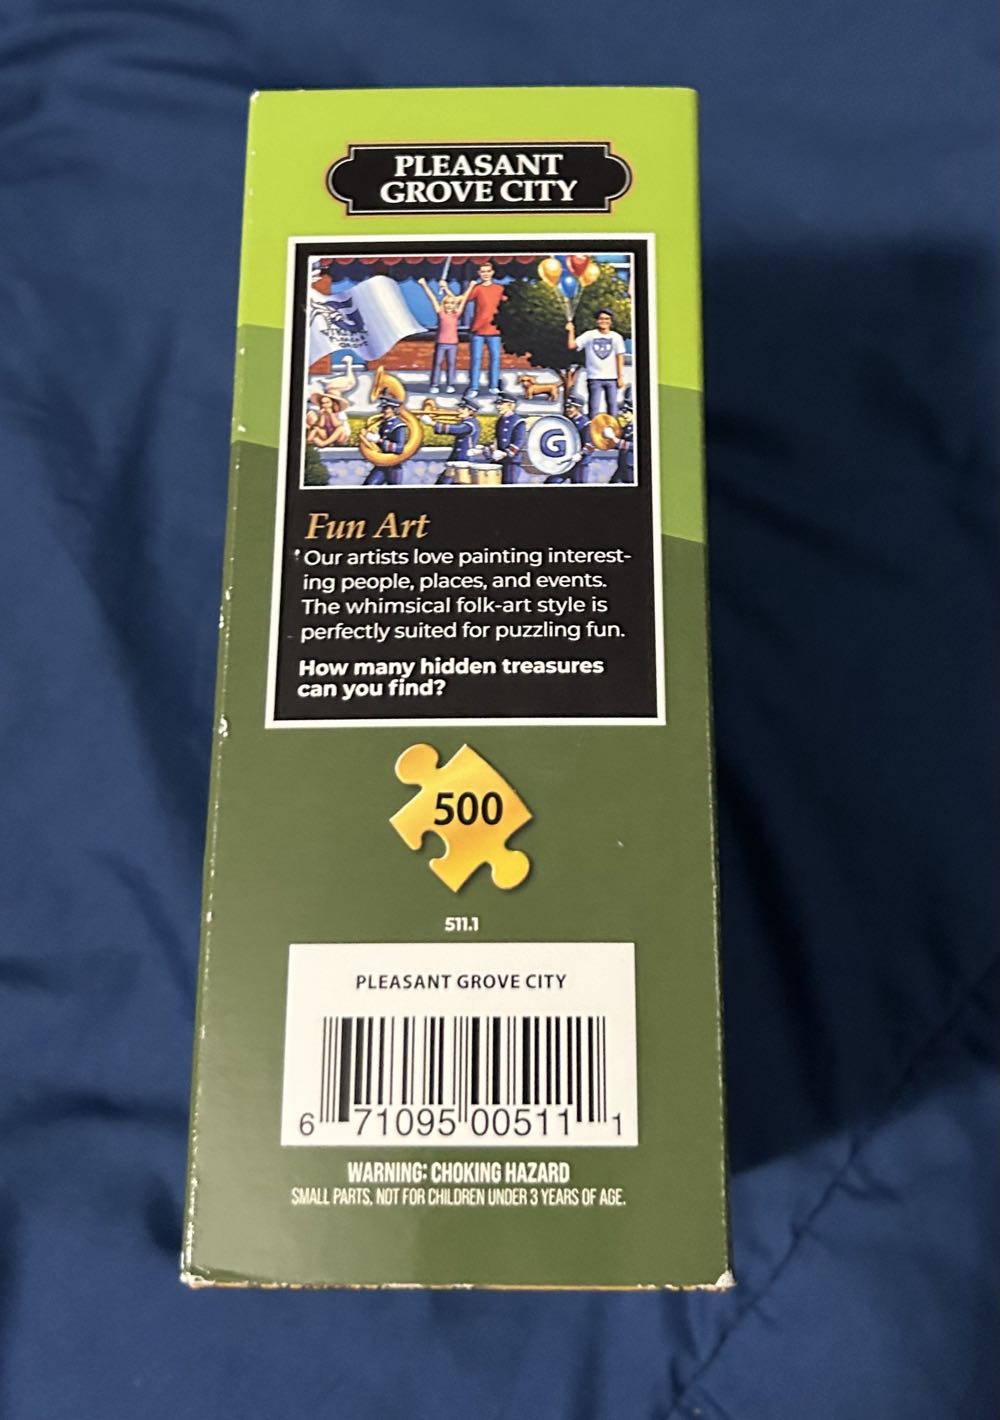 PLEASANT
GROVE CITY
G
PLEASANT
GROVE
G
Fun Art
Our artists love painting interest-
ing people, places, and events.
The whimsical folk-art style is
perfectly suited for puzzling fun.
How many hidden treasures
can you find?
500
511.1
PLEASANT GROVE CITY
6 71095 00511 1
WARNING: CHOKING HAZARD
SMALL PARTS. NOT FOR CHILDREN UNDER 3 YEARS OF AGE.